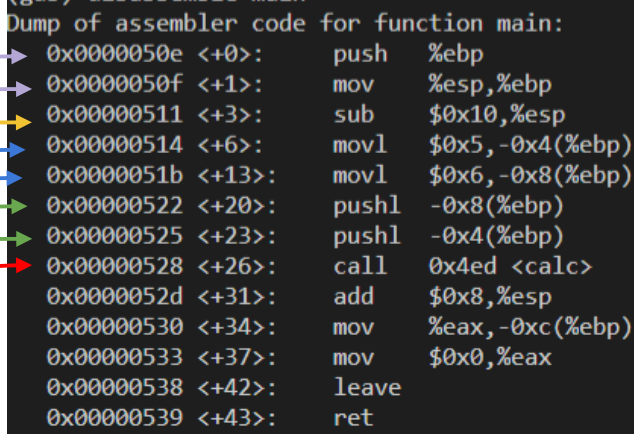 Dump of assembler code for function main:
0x0000050e <+0>: push %ebp
0x0000050f <+1>: mov %esp,%ebp
0x00000511 <+3>: sub $0x10,%esp
0x00000514 <+6>: movl $0x5,-0x4(%ebp)
0x0000051b <+13>: movl $0x6,-0x8(%ebp)
0x00000522 <+20>: pushl -0x8(%ebp)
0x00000525 <+23>: pushl -0x4(%ebp)
0x00000528 <+26>: call 0x4ed <calc>
0x0000052d <+31>: add $0x8,%esp
0x00000530 <+34>: mov %eax,-0xc(%ebp)
0x00000533 <+37>: mov $0x0,%eax
0x00000538 <+42>: leave
0x00000539 <+43>: ret